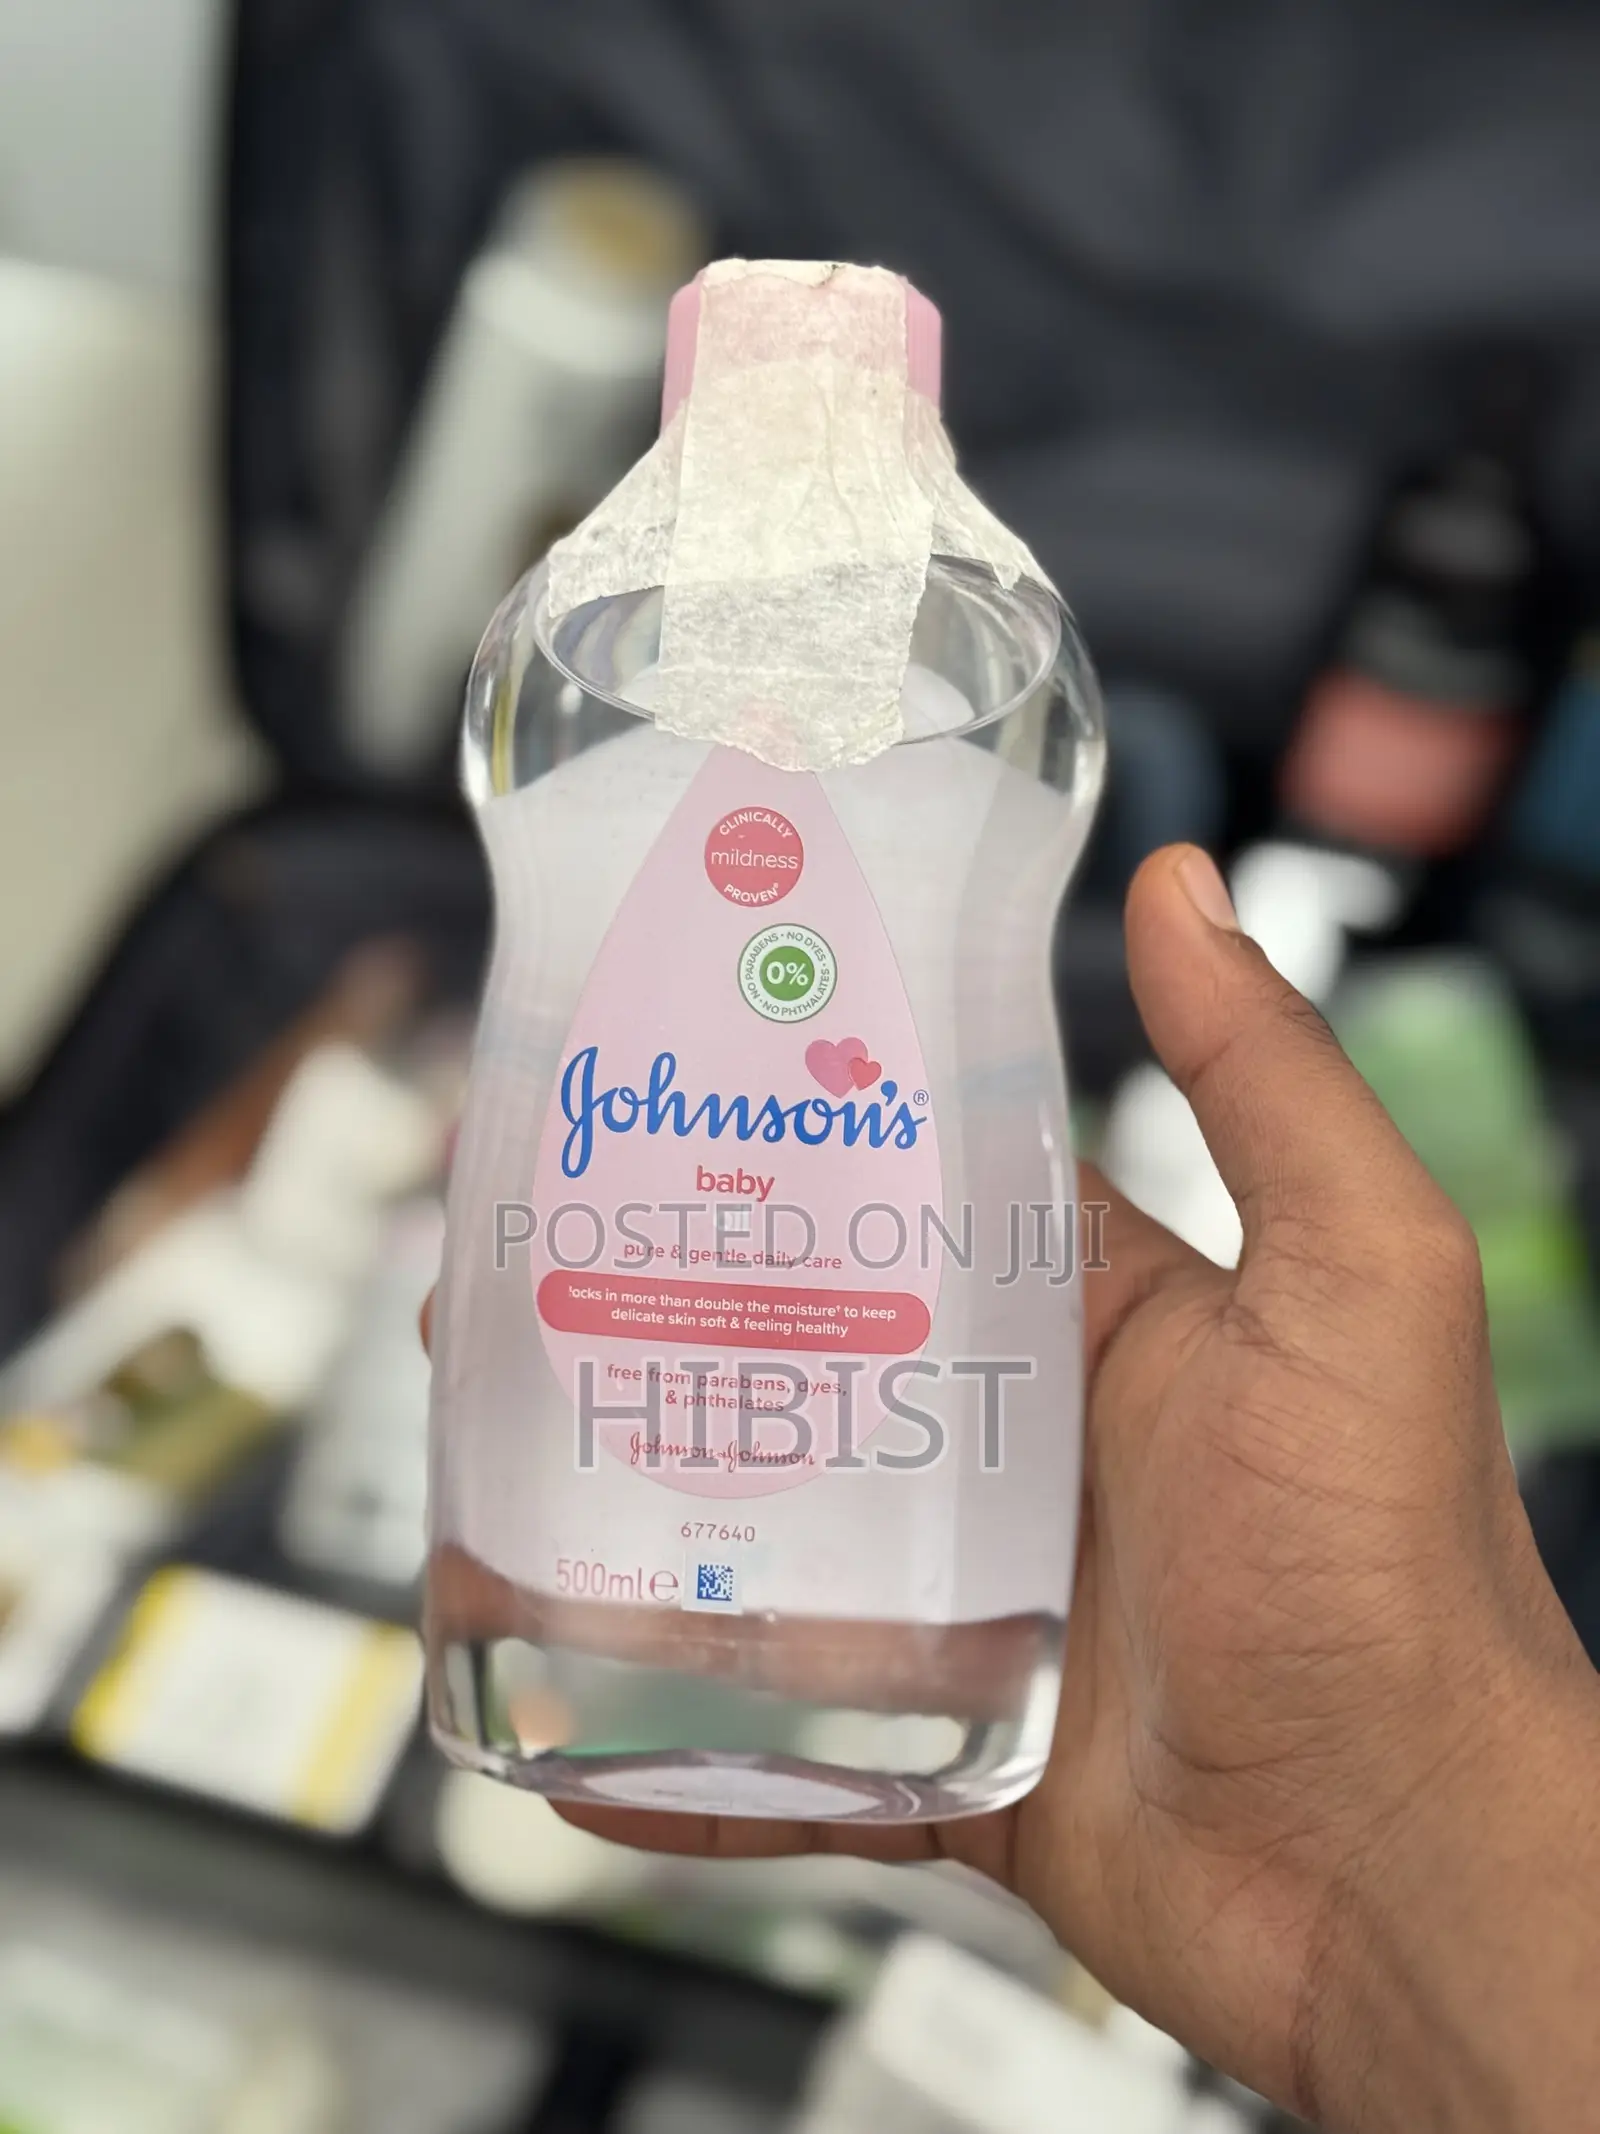 CLINICALLY
mildness
PROVEN
0%
NO PARABENS • NO DYES • NO PHTHALATES •
Johnson's®
baby
oil
POSTED ON JIJI
pure & gentle daily care
locks in more than double the moisture† to keep
delicate skin soft & feeling healthy
HIBIST
free from parabens, dyes,
& phthalates
Johnson & Johnson
677640
500ml e